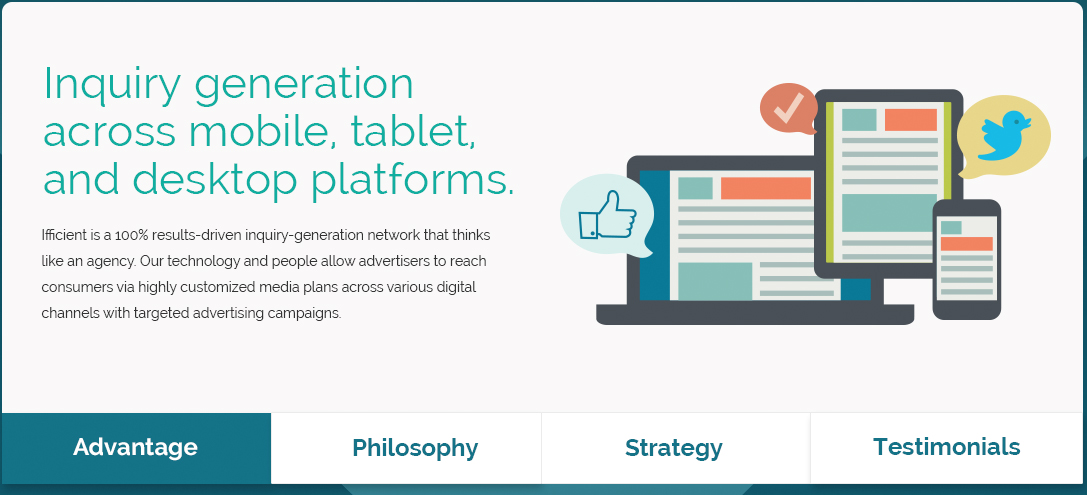 Inquiry generation
across mobile, tablet,
and desktop platforms.
Ifficient is a 100% results-driven inquiry-generation network that thinks
like an agency. Our technology and people allow advertisers to reach
consumers via highly customized media plans across various digital
channels with targeted advertising campaigns.
Advantage
Philosophy
Strategy
Testimonials